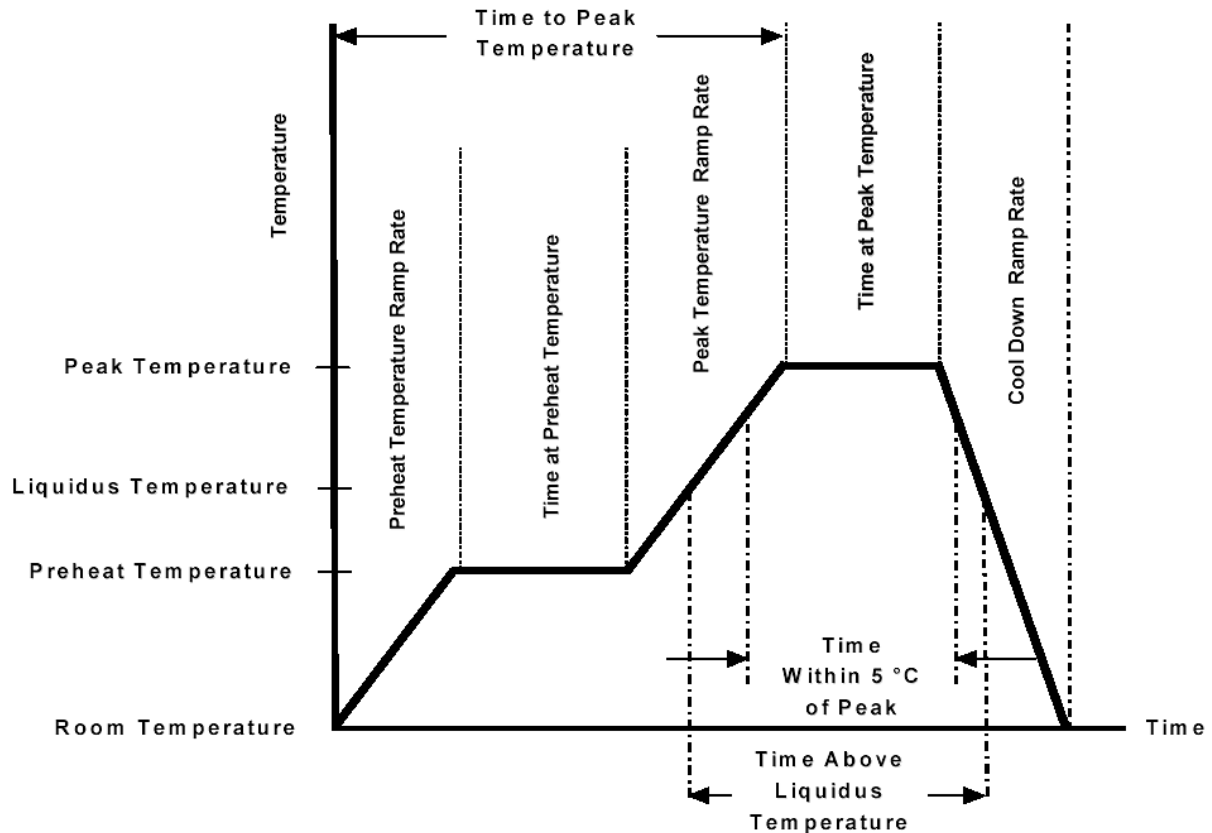 Time to Peak
Temperature
Temperature
Preheat Temperature Ramp Rate
Time at Preheat Temperature
Peak Temperature Ramp Rate
Time at Peak Temperature
Cool Down Ramp Rate
Peak Temperature
Liquidus Temperature
Preheat Temperature
Room Temperature
Time
Within 5 °C
of Peak
Time
Time Above
Liquidus
Temperature